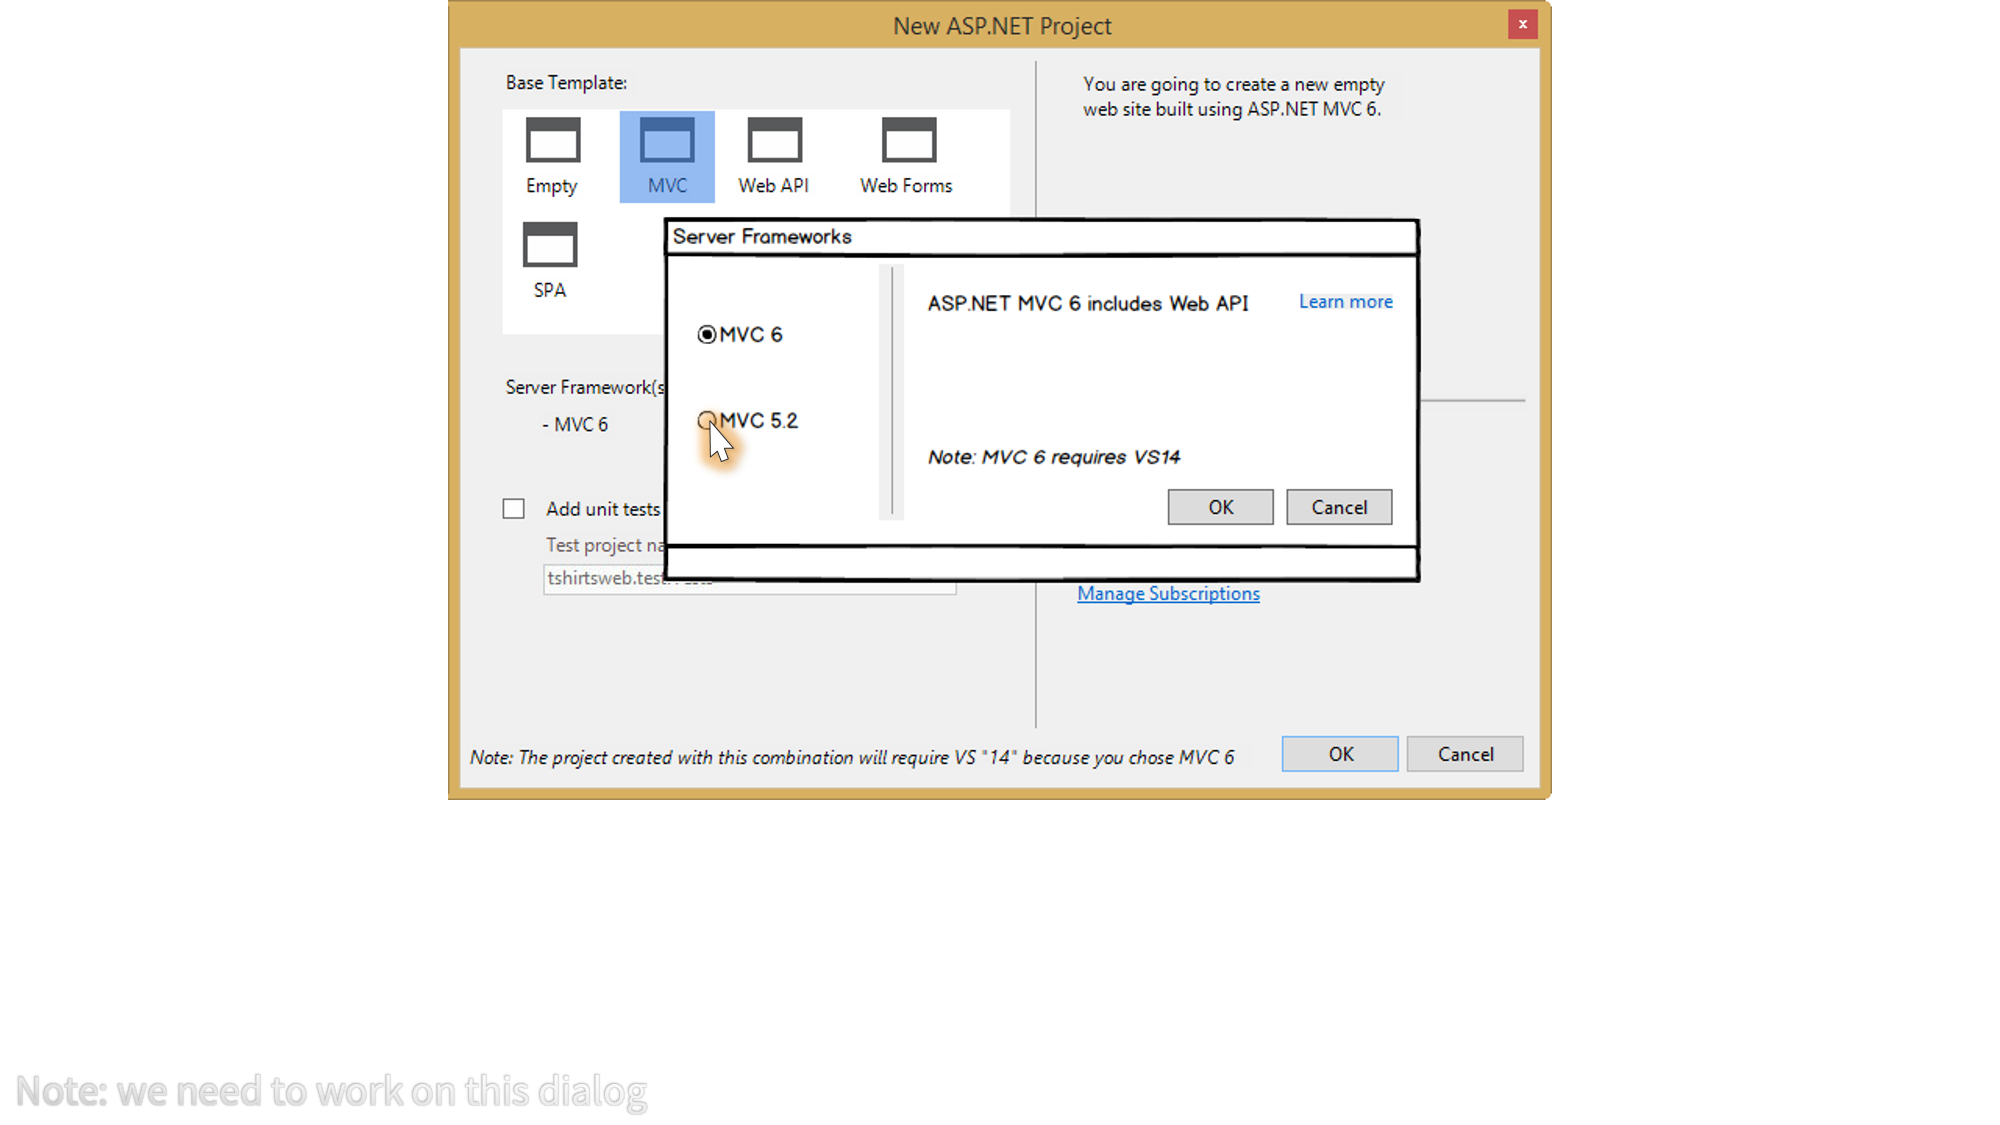 New ASP.NET Project
x
Base Template:
Empty
MVC
Web API
Web Forms
SPA
You are going to create a new empty
web site built using ASP.NET MVC 6.
Server Frameworks
MVC 6
MVC 5.2
ASP.NET MVC 6 includes Web API
Learn more
Note: MVC 6 requires VS14
OK
Cancel
Server Framework(s
- MVC 6
Add unit tests
Test project na
tshirtsweb.test
Manage Subscriptions
Note: The project created with this combination will require VS "14" because you chose MVC 6
OK
Cancel
Note: we need to work on this dialog